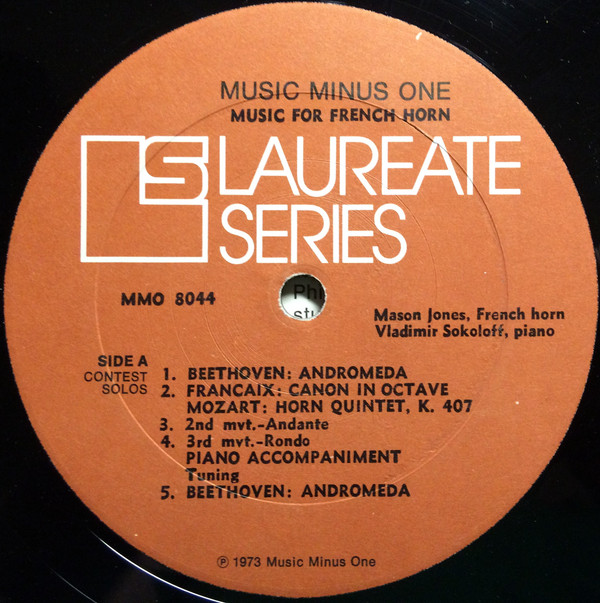 MUSIC MINUS ONE
MUSIC FOR FRENCH HORN
LS LAUREATE
SERIES
MMO 8044
Mason Jones, French horn
Vladimir Sokoloff, piano
SIDE A
CONTEST
SOLOS
1. BEETHOVEN: ANDROMEDA
2. FRANCAIX: CANON IN OCTAVE
MOZART: HORN QUINTET, K. 407
3. 2nd mvt.-Andante
4. 3rd mvt.-Rondo
PIANO ACCOMPANIMENT
Tuning
5. BEETHOVEN: ANDROMEDA
℗ 1973 Music Minus One